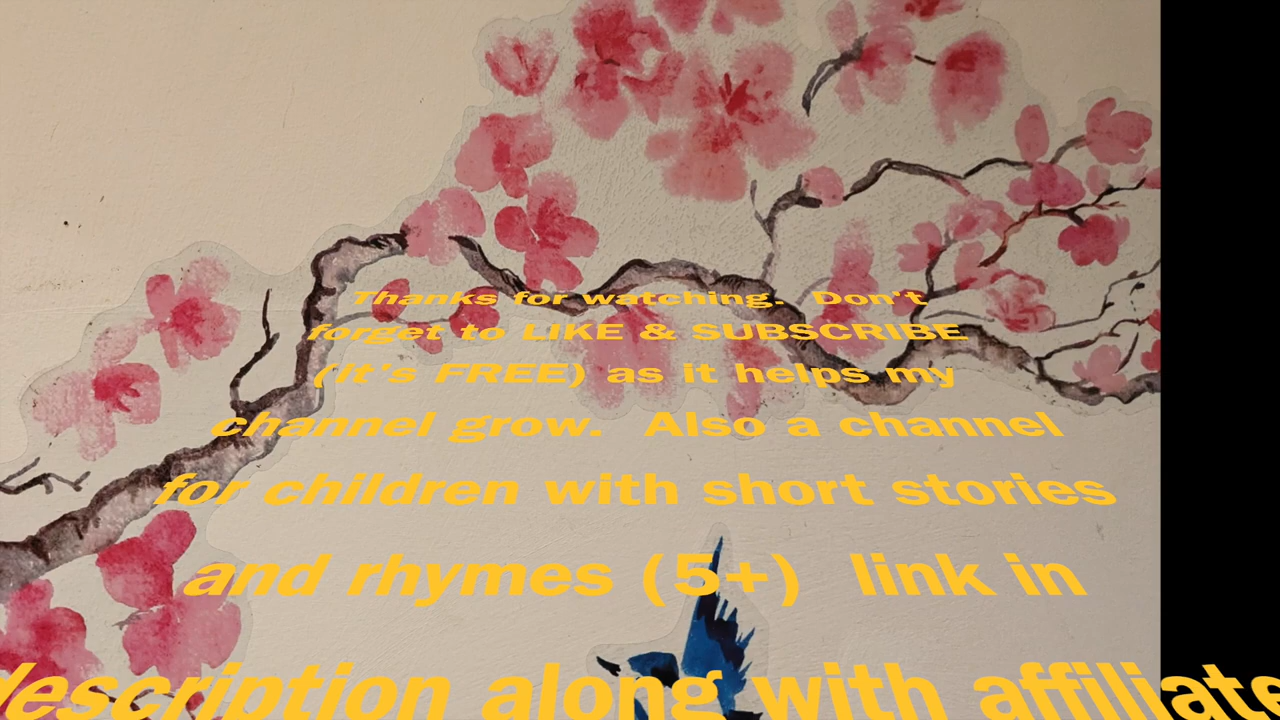 Thanks for watching. Don't
forget to LIKE & SUBSCRIBE
(It's FREE) as it helps my
channel grow. Also a channel
for children with short stories
and rhymes (5+) link in
description along with affiliate